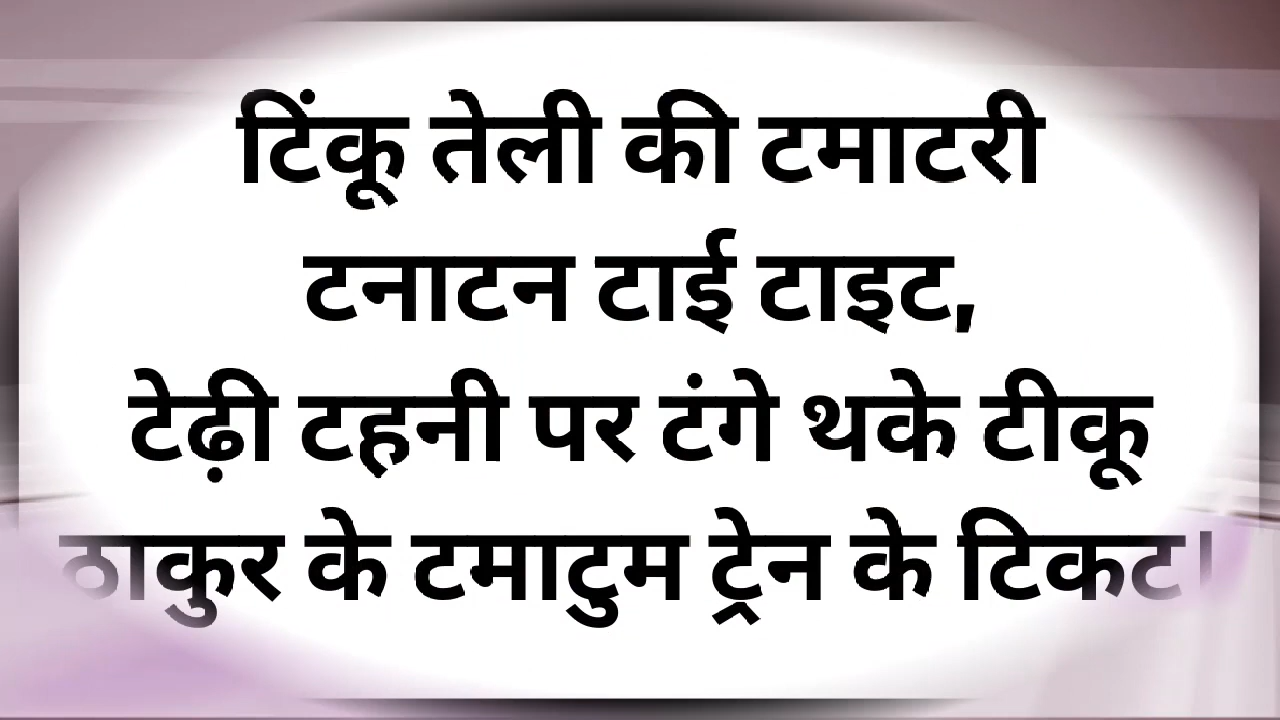 टिंकू तेली की टमाटरी
टनाटन टाई टाइट,
टेढ़ी टहनी पर टंगे थके टीकू
ठाकुर के टमाटुम ट्रेन के टिकट।